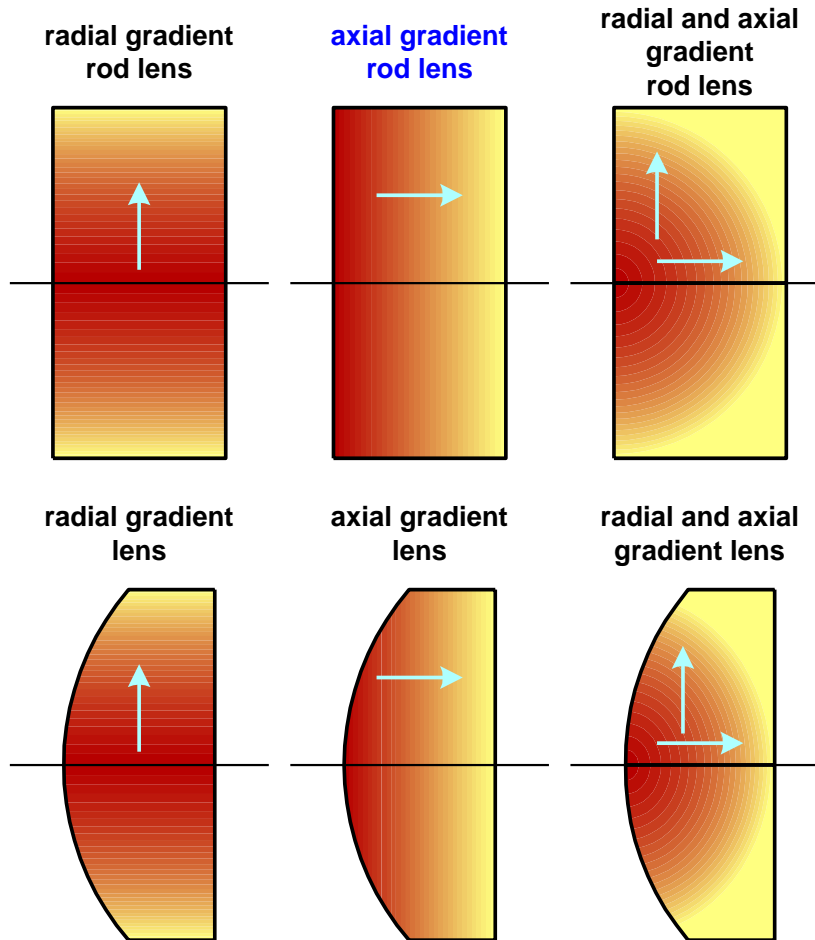 radial gradient
rod lens
axial gradient
rod lens
radial and axial
gradient
rod lens
radial gradient
lens
axial gradient
lens
radial and axial
gradient lens